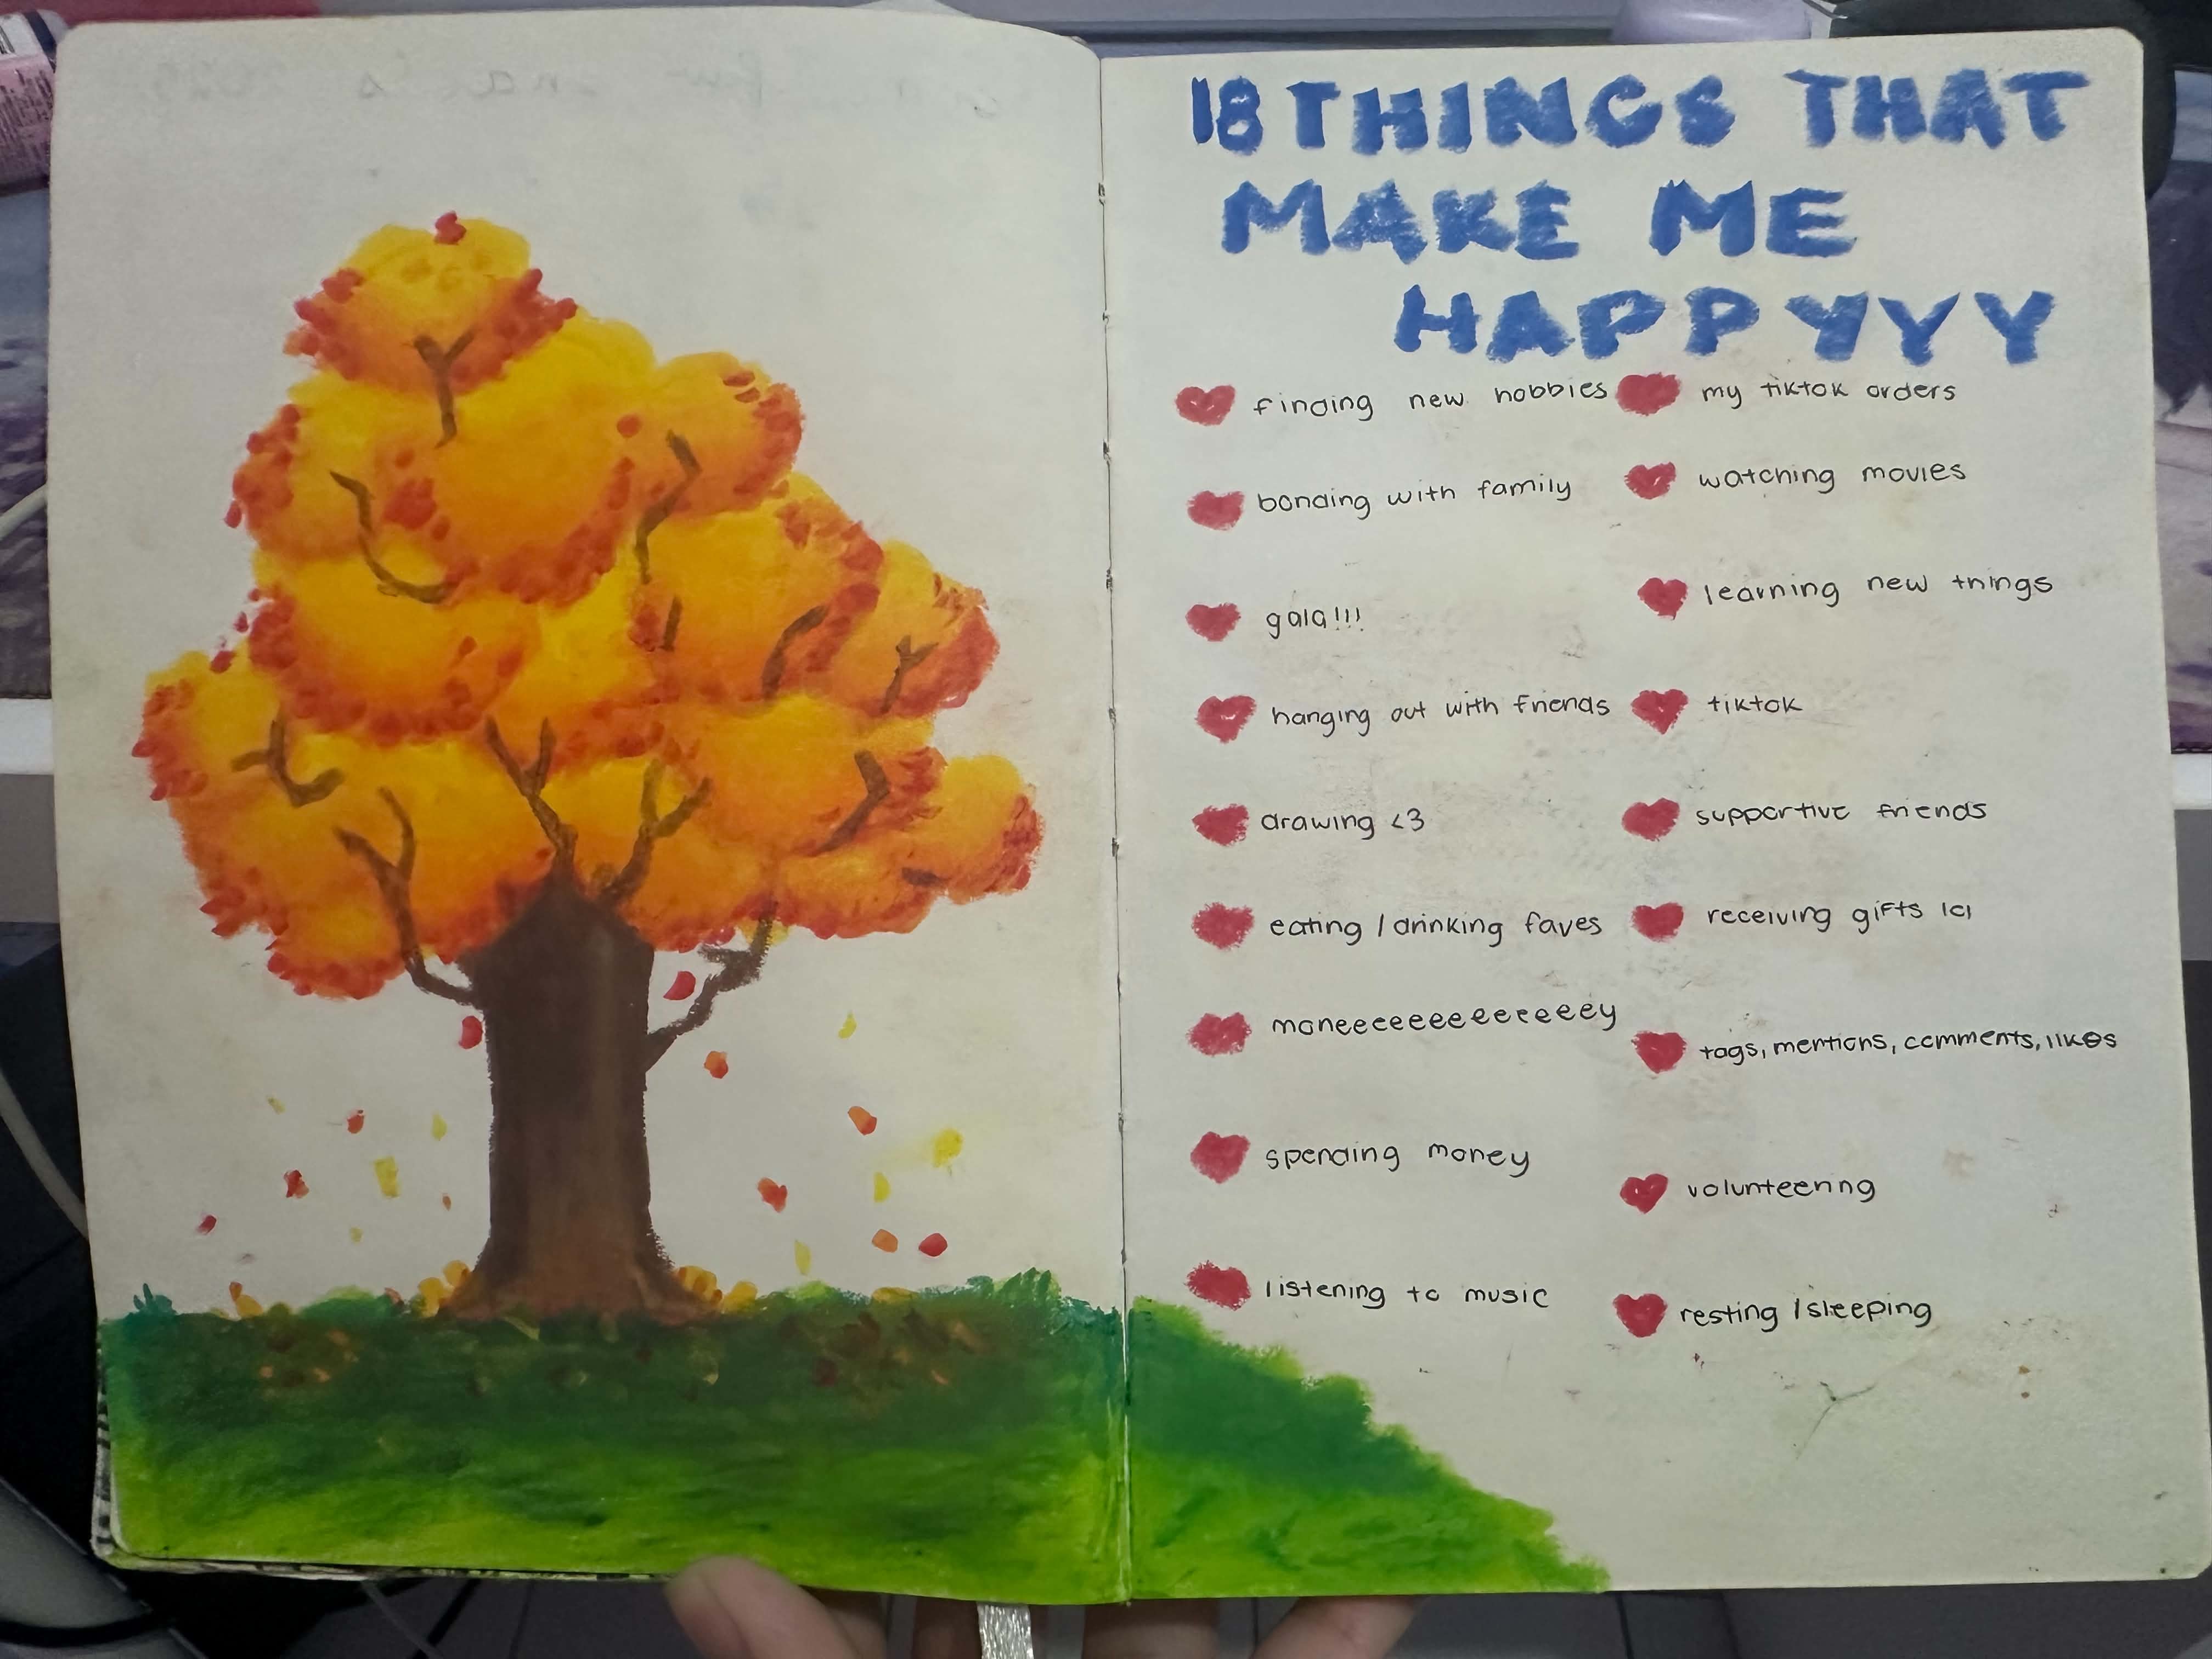 18 THINGS THAT
MAKE ME
HAPPYYY
finding new hobbies
bonding with family
gala!!!
hanging out with friends
drawing <3
eating / drinking faves
moneeeeeeeeeeeeey
spending money
listening to music
my tiktok orders
watching movies
learning new things
tiktok
supportive friends
receiving gifts
tags, mentions, comments, likes
volunteering
resting / sleeping